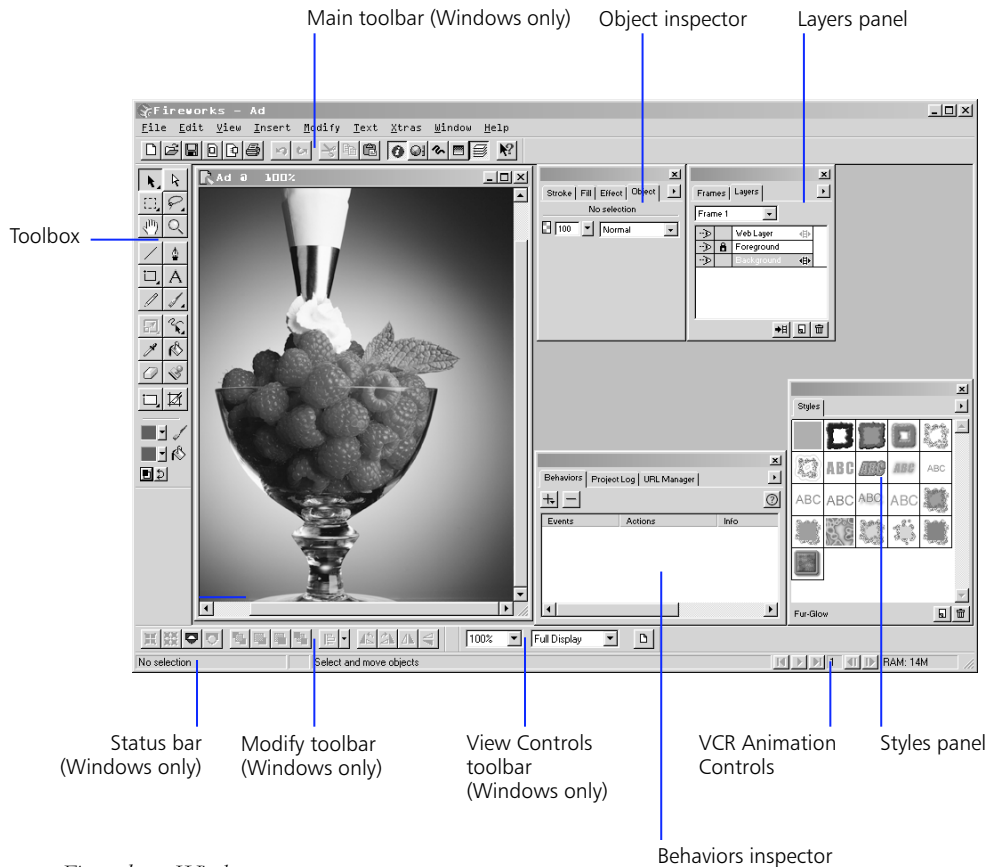 Main toolbar (Windows only)
Object inspector
Layers panel
Fireworks - Ad
File Edit View Insert Modify Text Xtras Window Help
Ad @ 100%
Stroke Fill Effect Object
No selection
100 Normal
Frames Layers
Frame 1
Web Layer
Foreground
Background
Toolbox
Styles
ABC ABC ABC ABC
ABC ABC ABC ABC
Fur-Glow
Behaviors Project Log URL Manager
Events Actions Info
100% Full Display
No selection
Select and move objects
1
RAM: 14M
Status bar
(Windows only)
Modify toolbar
(Windows only)
View Controls
toolbar
(Windows only)
VCR Animation
Controls
Styles panel
Behaviors inspector